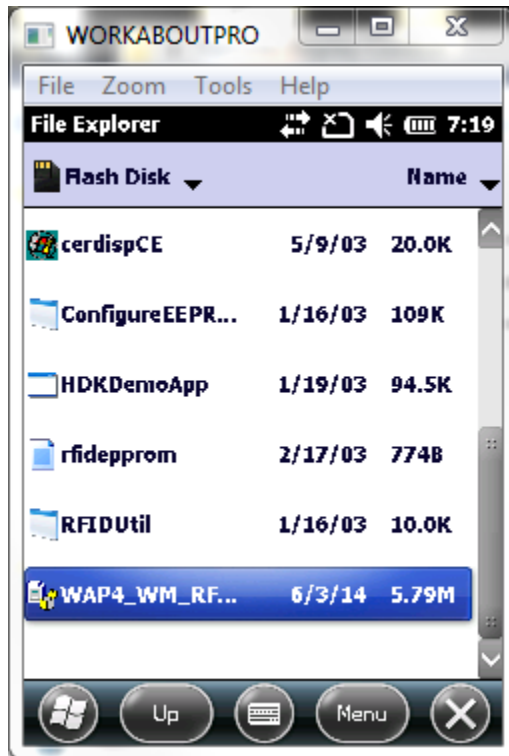 WORKABOUTPRO
File Zoom Tools Help
File Explorer 7:19
Flash Disk Name
cerdispCE 5/9/03 20.0K
ConfigureEEPR... 1/16/03 109K
HDKDemoApp 1/19/03 94.5K
rfidepprom 2/17/03 774B
RFIDUtil 1/16/03 10.0K
WAP4_WM_RF... 6/3/14 5.79M
Up Menu